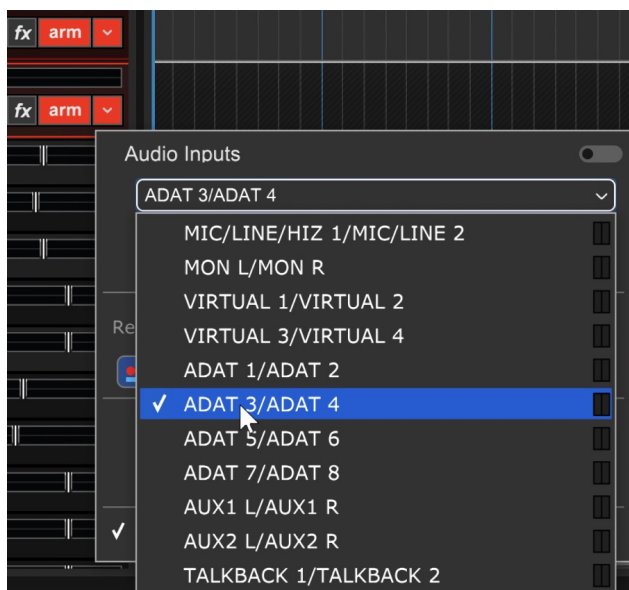 fx arm
fx arm
Audio Inputs
ADAT 3/ADAT 4
MIC/LINE/HIZ 1/MIC/LINE 2
MON L/MON R
VIRTUAL 1/VIRTUAL 2
Re
VIRTUAL 3/VIRTUAL 4
ADAT 1/ADAT 2
ADAT 3/ADAT 4
ADAT 5/ADAT 6
ADAT 7/ADAT 8
AUX1 L/AUX1 R
AUX2 L/AUX2 R
TALKBACK 1/TALKBACK 2